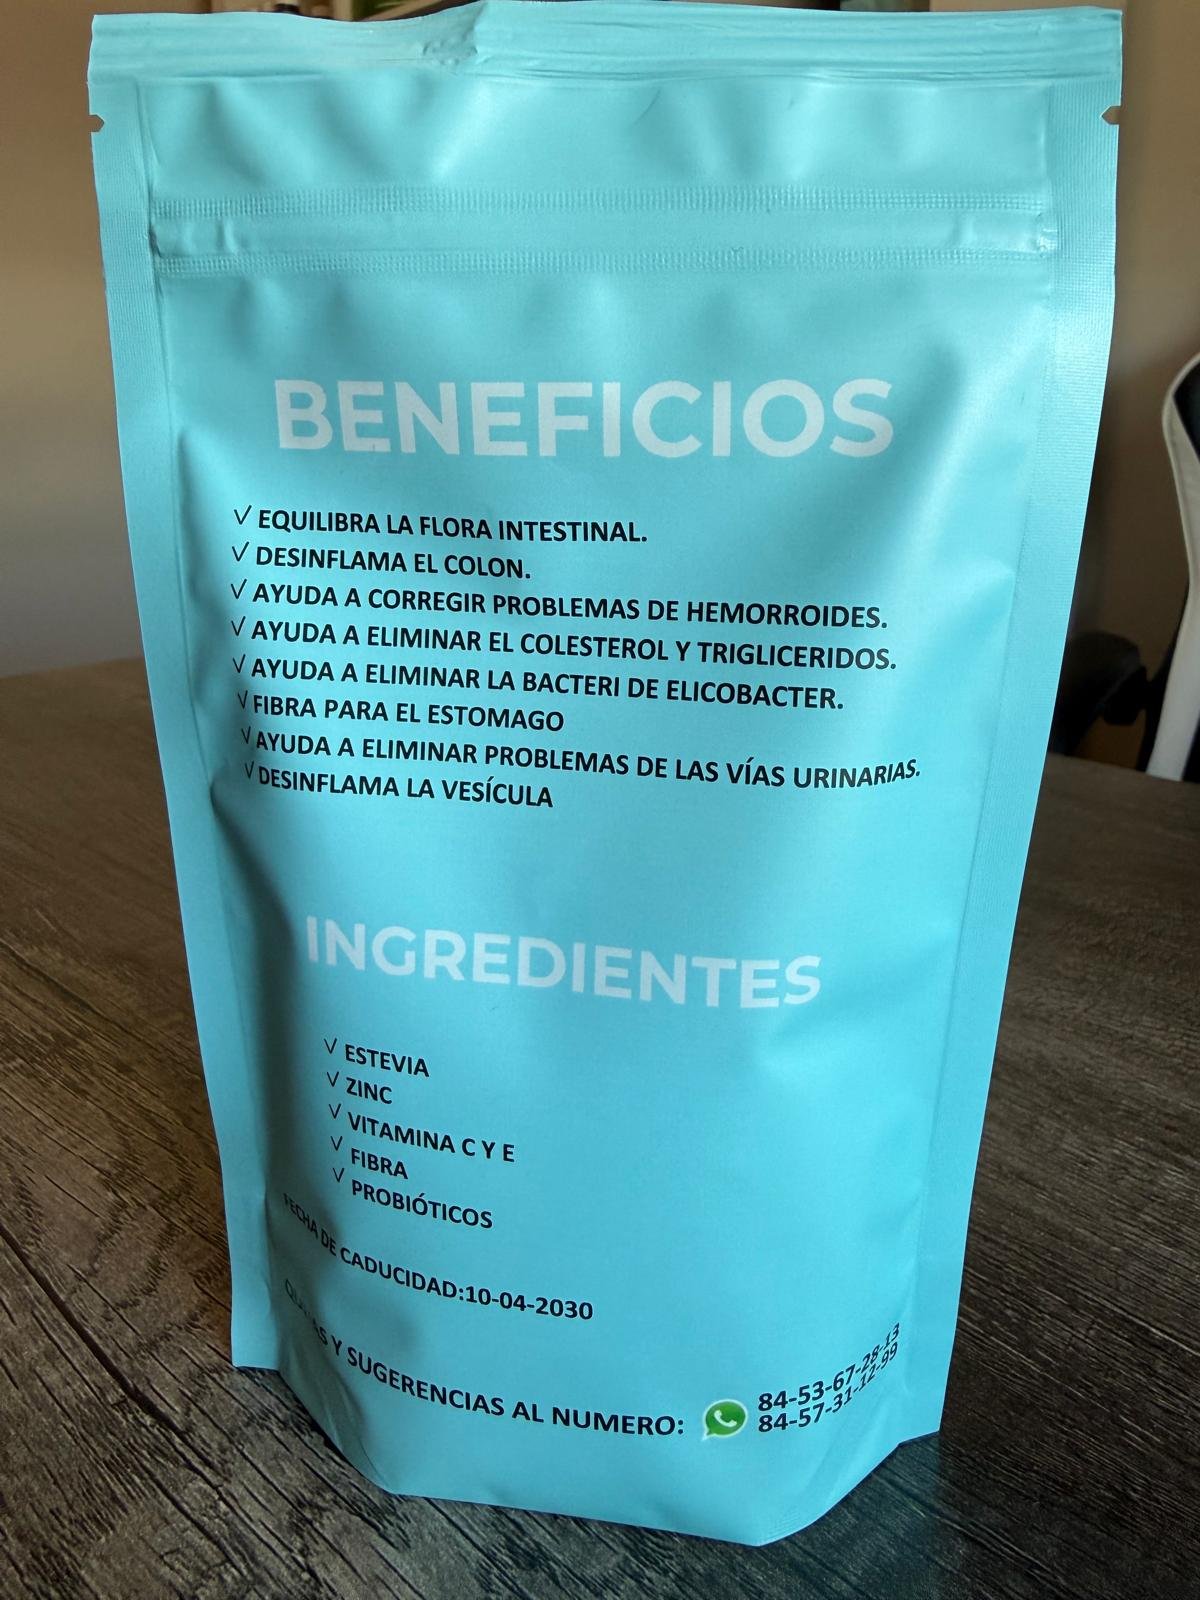 BENEFICIOS
✓ EQUILIBRA LA FLORA INTESTINAL.
✓ DESINFLAMA EL COLON.
✓ AYUDA A CORREGIR PROBLEMAS DE HEMORROIDES.
✓ AYUDA A ELIMINAR EL COLESTEROL Y TRIGLICERIDOS.
✓ AYUDA A ELIMINAR LA BACTERI DE ELICOBACTER.
✓ FIBRA PARA EL ESTOMAGO
✓ AYUDA A ELIMINAR PROBLEMAS DE LAS VÍAS URINARIAS.
✓ DESINFLAMA LA VESÍCULA
INGREDIENTES
✓ ESTEVIA
✓ ZINC
✓ VITAMINA C Y E
✓ FIBRA
✓ PROBIÓTICOS
FECHA DE CADUCIDAD:10-04-2030
Y SUGERENCIAS AL NUMERO:
84-53-67-28-13
84-57-31-12-99